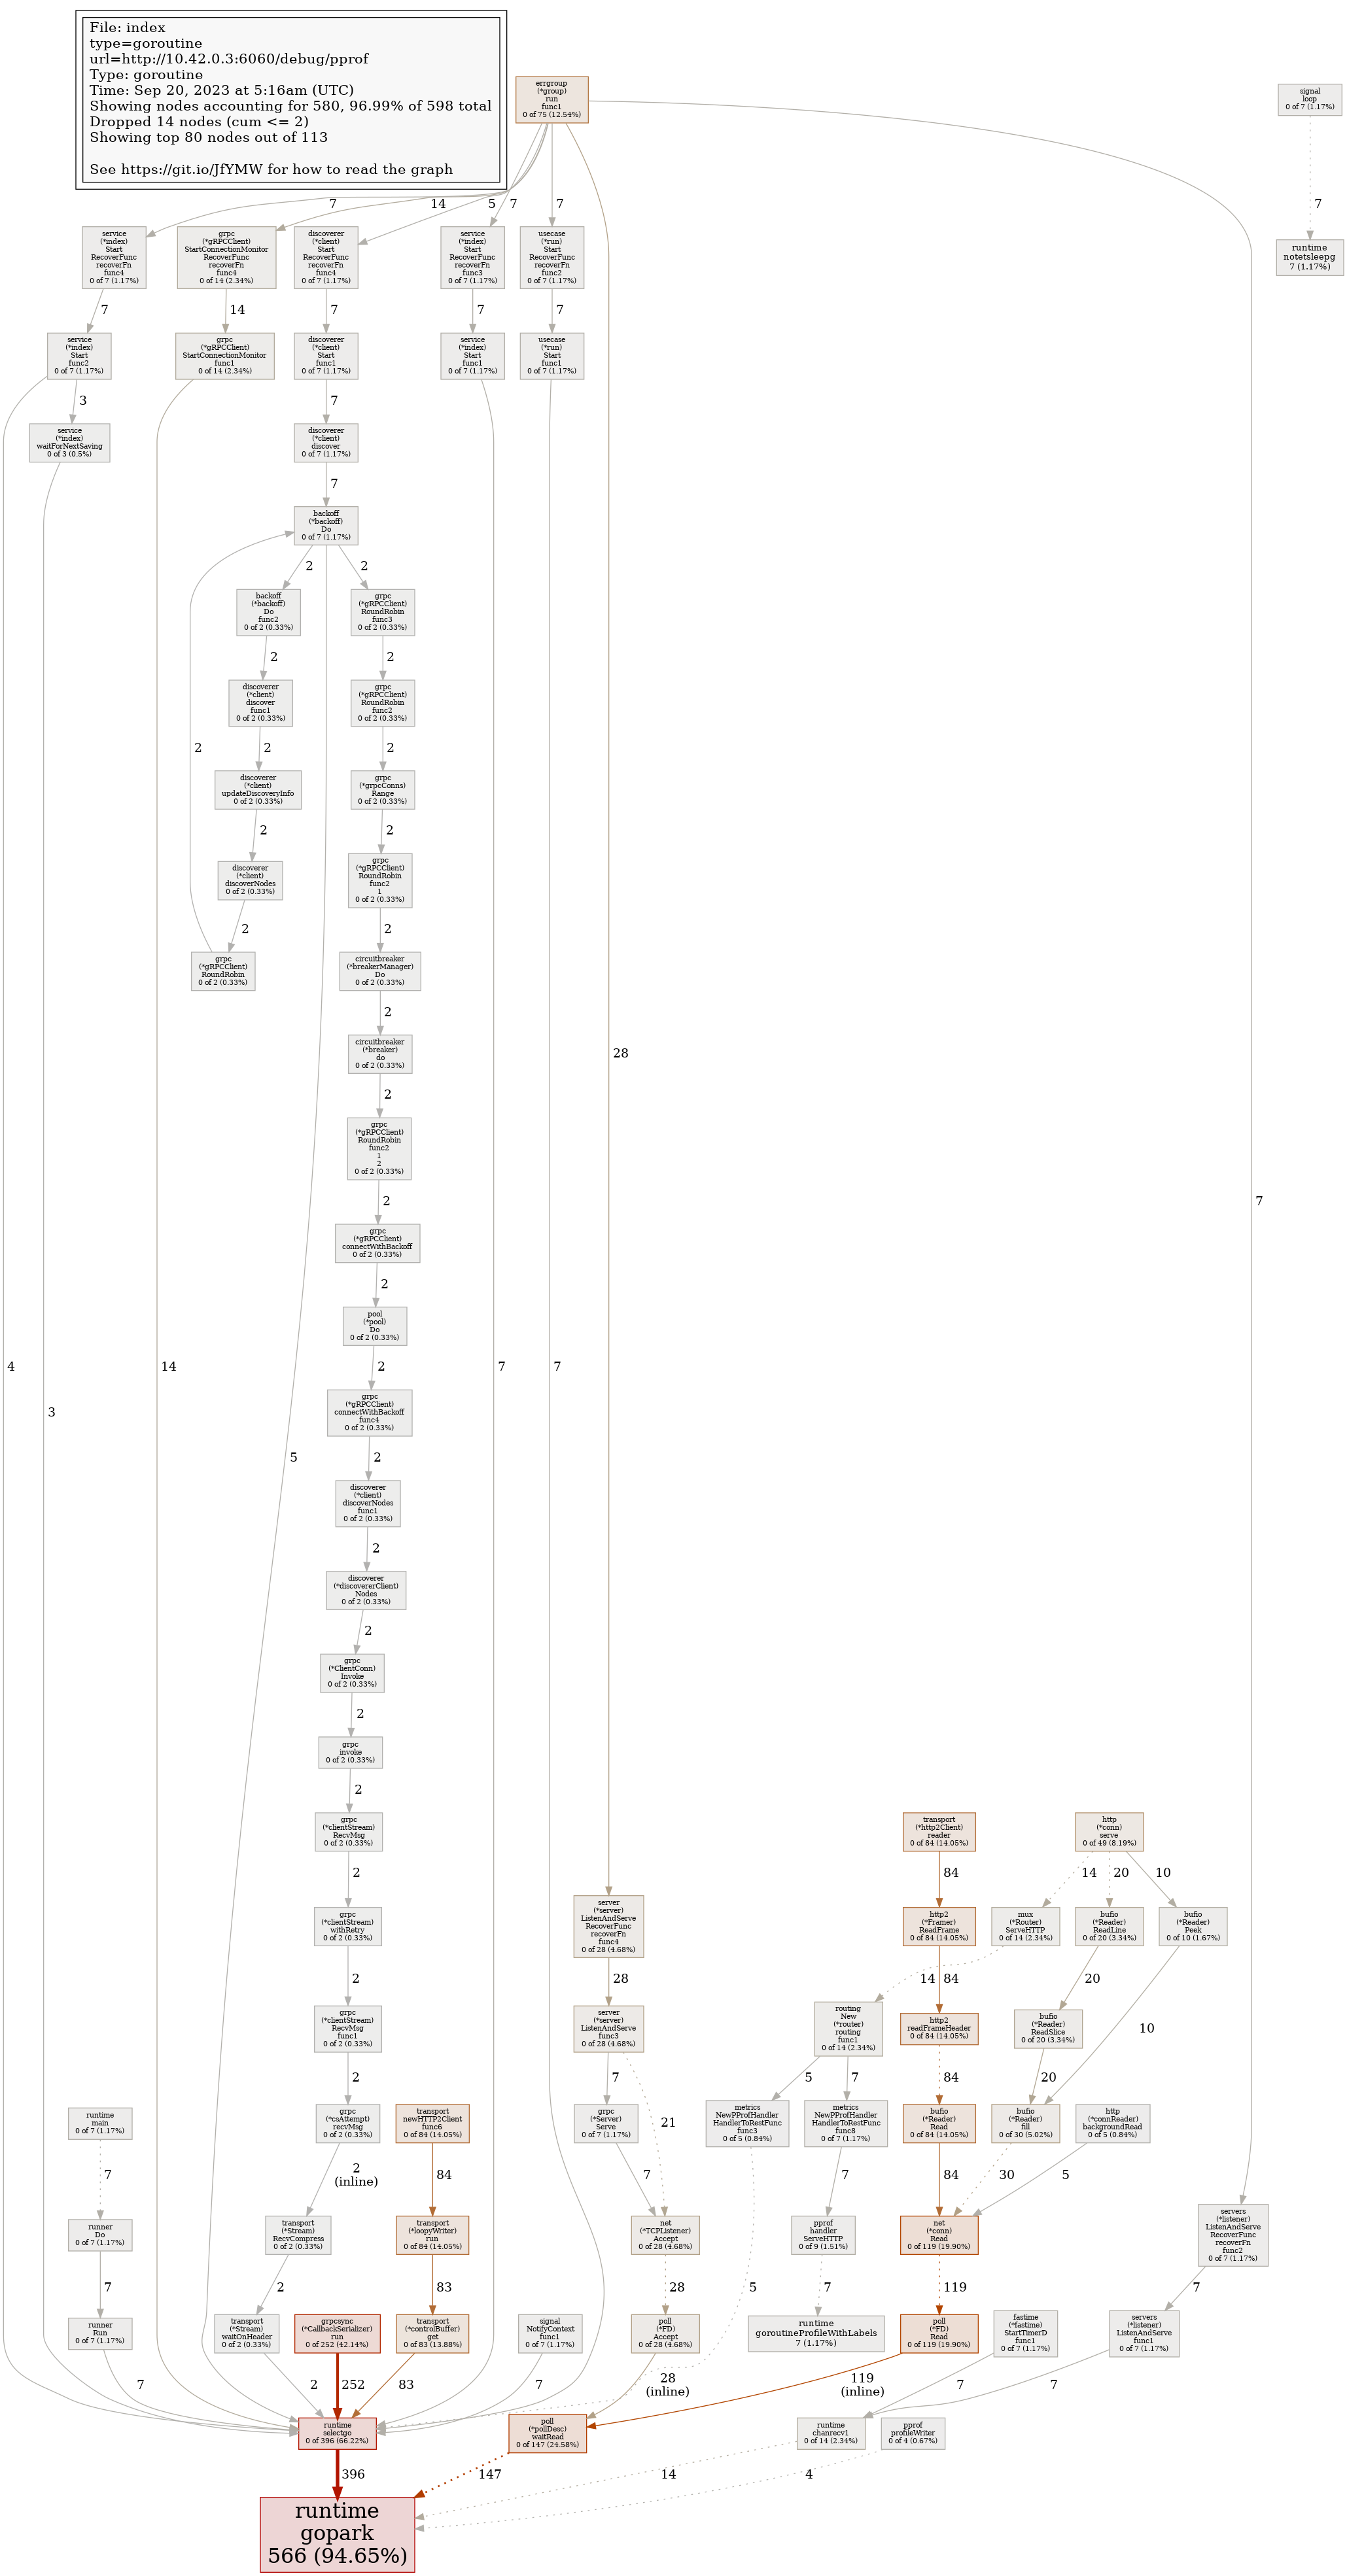 File: index
type=goroutine
url=http://10.42.0.3:6060/debug/pprof
Type: goroutine
Time: Sep 20, 2023 at 5:16am (UTC)
Showing nodes accounting for 580, 96.99% of 598 total
Dropped 14 nodes (cum <= 2)
Showing top 80 nodes out of 113
See https://git.io/JfYMW for how to read the graph
errgroup
(*group)
run
func1
0 of 75 (12.54%)
signal
loop
0 of 7 (1.17%)
7
14
5
7
7
7
service
(*index)
Start
RecoverFunc
recoverFn
func4
0 of 7 (1.17%)
grpc
(*gRPCClient)
StartConnectionMonitor
RecoverFunc
recoverFn
func4
0 of 14 (2.34%)
discoverer
(*client)
Start
RecoverFunc
recoverFn
func4
0 of 7 (1.17%)
service
(*index)
Start
RecoverFunc
recoverFn
func3
0 of 7 (1.17%)
usecase
(*run)
Start
RecoverFunc
recoverFn
func2
0 of 7 (1.17%)
runtime
notetsleepg
7 (1.17%)
7
14
7
7
7
service
(*index)
Start
func2
0 of 7 (1.17%)
grpc
(*gRPCClient)
StartConnectionMonitor
func1
0 of 14 (2.34%)
discoverer
(*client)
Start
func1
0 of 7 (1.17%)
service
(*index)
Start
func1
0 of 7 (1.17%)
usecase
(*run)
Start
func1
0 of 7 (1.17%)
3
7
service
(*index)
waitForNextSaving
0 of 3 (0.5%)
discoverer
(*client)
discover
0 of 7 (1.17%)
7
backoff
(*backoff)
Do
0 of 7 (1.17%)
2
2
backoff
(*backoff)
Do
func2
0 of 2 (0.33%)
grpc
(*gRPCClient)
RoundRobin
func3
0 of 2 (0.33%)
2
2
discoverer
(*client)
discover
func1
0 of 2 (0.33%)
grpc
(*gRPCClient)
RoundRobin
func2
0 of 2 (0.33%)
2
2
2
discoverer
(*client)
updateDiscoveryInfo
0 of 2 (0.33%)
grpc
(*grpcConns)
Range
0 of 2 (0.33%)
2
2
discoverer
(*client)
discoverNodes
0 of 2 (0.33%)
grpc
(*gRPCClient)
RoundRobin
func2
1
0 of 2 (0.33%)
2
2
grpc
(*gRPCClient)
RoundRobin
0 of 2 (0.33%)
circuitbreaker
(*breakerManager)
Do
0 of 2 (0.33%)
2
circuitbreaker
(*breaker)
do
0 of 2 (0.33%)
28
2
grpc
(*gRPCClient)
RoundRobin
func2
1
2
0 of 2 (0.33%)
2
7
grpc
(*gRPCClient)
connectWithBackoff
0 of 2 (0.33%)
2
pool
(*pool)
Do
0 of 2 (0.33%)
4
14
2
7
7
grpc
(*gRPCClient)
connectWithBackoff
func4
0 of 2 (0.33%)
3
5
2
discoverer
(*client)
discoverNodes
func1
0 of 2 (0.33%)
2
discoverer
(*discovererClient)
Nodes
0 of 2 (0.33%)
2
grpc
(*ClientConn)
Invoke
0 of 2 (0.33%)
2
grpc
invoke
0 of 2 (0.33%)
2
grpc
(*clientStream)
RecvMsg
0 of 2 (0.33%)
transport
(*http2Client)
reader
0 of 84 (14.05%)
http
(*conn)
serve
0 of 49 (8.19%)
2
84
14
20
10
grpc
(*clientStream)
withRetry
0 of 2 (0.33%)
server
(*server)
ListenAndServe
RecoverFunc
recoverFn
func4
0 of 28 (4.68%)
http2
(*Framer)
ReadFrame
0 of 84 (14.05%)
mux
(*Router)
ServeHTTP
0 of 14 (2.34%)
bufio
(*Reader)
ReadLine
0 of 20 (3.34%)
bufio
(*Reader)
Peek
0 of 10 (1.67%)
2
28
14
84
20
grpc
(*clientStream)
RecvMsg
func1
0 of 2 (0.33%)
server
(*server)
ListenAndServe
func3
0 of 28 (4.68%)
routing
New
(*router)
routing
func1
0 of 14 (2.34%)
http2
readFrameHeader
0 of 84 (14.05%)
bufio
(*Reader)
ReadSlice
0 of 20 (3.34%)
10
2
7
5
7
84
20
runtime
main
0 of 7 (1.17%)
grpc
(*csAttempt)
recvMsg
0 of 2 (0.33%)
transport
newHTTP2Client
func6
0 of 84 (14.05%)
grpc
(*Server)
Serve
0 of 7 (1.17%)
21
metrics
NewPProfHandler
HandlerToRestFunc
func3
0 of 5 (0.84%)
metrics
NewPProfHandler
HandlerToRestFunc
func8
0 of 7 (1.17%)
bufio
(*Reader)
Read
0 of 84 (14.05%)
bufio
(*Reader)
fill
0 of 30 (5.02%)
http
(*connReader)
backgroundRead
0 of 5 (0.84%)
7
2
(inline)
84
7
7
84
30
5
runner
Do
0 of 7 (1.17%)
transport
(*Stream)
RecvCompress
0 of 2 (0.33%)
transport
(*loopyWriter)
run
0 of 84 (14.05%)
net
(*TCPListener)
Accept
0 of 28 (4.68%)
pprof
handler
ServeHTTP
0 of 9 (1.51%)
net
(*conn)
Read
0 of 119 (19.90%)
servers
(*listener)
ListenAndServe
RecoverFunc
recoverFn
func2
0 of 7 (1.17%)
7
2
83
28
5
7
119
7
runner
Run
0 of 7 (1.17%)
transport
(*Stream)
waitOnHeader
0 of 2 (0.33%)
grpcsync
(*CallbackSerializer)
run
0 of 252 (42.14%)
transport
(*controlBuffer)
get
0 of 83 (13.88%)
signal
NotifyContext
func1
0 of 7 (1.17%)
poll
(*FD)
Accept
0 of 28 (4.68%)
runtime
goroutineProfileWithLabels
7 (1.17%)
poll
(*FD)
Read
0 of 119 (19.90%)
fastime
(*fastime)
StartTimerD
func1
0 of 7 (1.17%)
servers
(*listener)
ListenAndServe
func1
0 of 7 (1.17%)
7
2
252
83
7
28
(inline)
119
(inline)
7
7
runtime
selectgo
0 of 396 (66.22%)
poll
(*pollDesc)
waitRead
0 of 147 (24.58%)
runtime
chanrecv1
0 of 14 (2.34%)
pprof
profileWriter
0 of 4 (0.67%)
396
147
14
4
runtime
gopark
566 (94.65%)